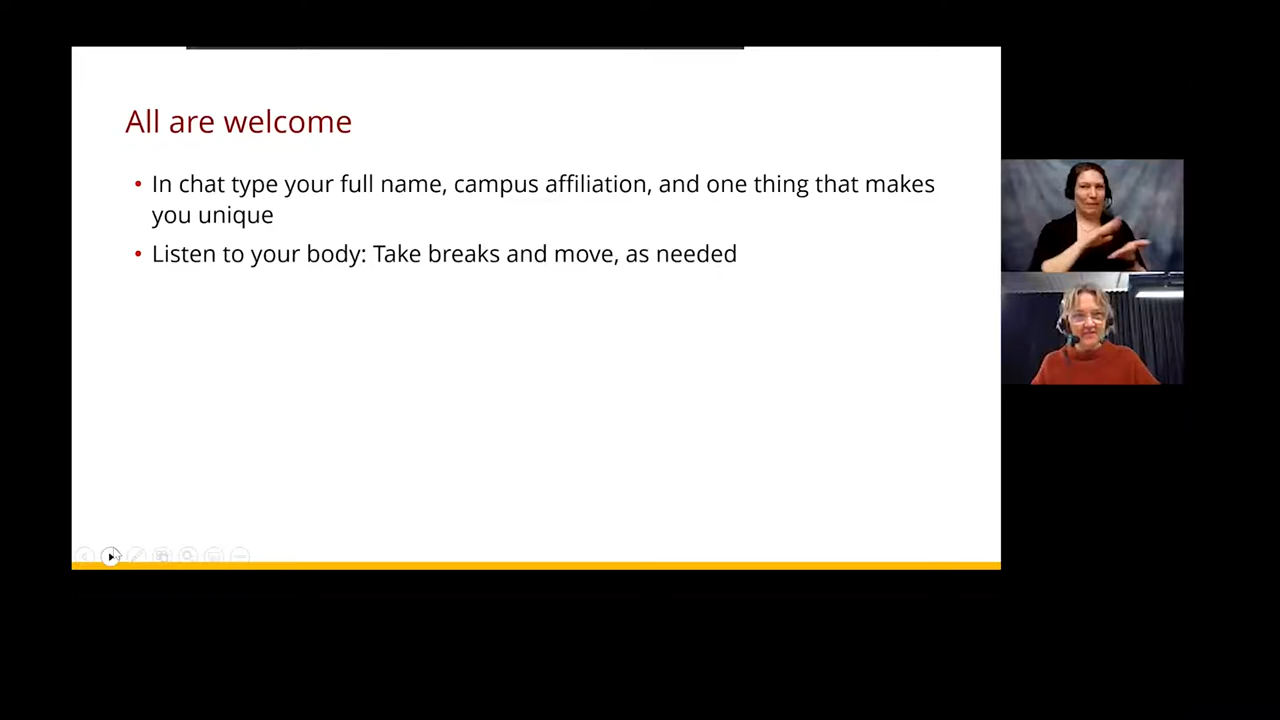 All are welcome
• In chat type your full name, campus affiliation, and one thing that makes
you unique
• Listen to your body: Take breaks and move, as needed